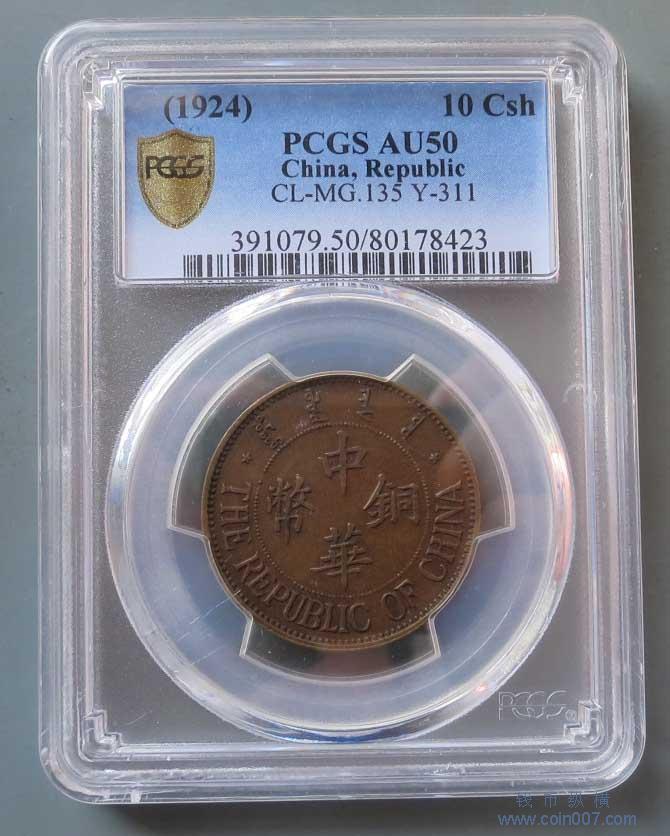 (1924) 10 Csh
PCGS AU50
PCGS
China, Republic
CL-MG.135 Y-311
391079.50/80178423
中
幣 銅
華
THE REPUBLIC OF CHINA
PCGS
钱币纵横
www.coin007.com